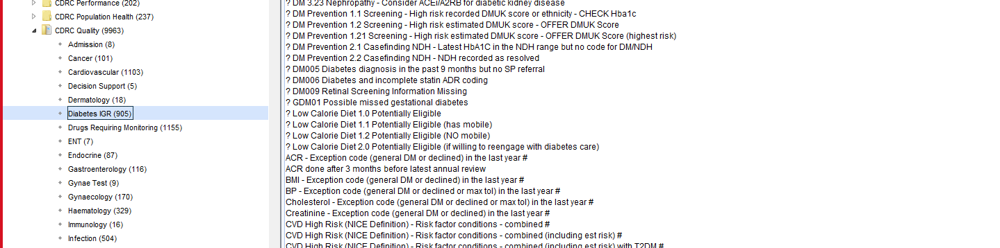 CDRC Performance (202)
CDRC Population Health (237)
CDRC Quality (9963)
Admission (8)
Cancer (101)
Cardiovascular (1103)
Decision Support (5)
Dermatology (18)
Diabetes IGR (905)
Drugs Requiring Monitoring (1155)
ENT (7)
Endocrine (87)
Gastroenterology (116)
Gynae Test (9)
Gynaecology (170)
Haematology (329)
Immunology (16)
Infection (504)
? DM 3.23 Nephropathy - Consider ACEi/A2RB for diabetic kidney disease
? DM Prevention 1.1 Screening - High risk recorded DMUK score or ethnicity - CHECK Hba1c
? DM Prevention 1.2 Screening - High risk estimated DMUK score - OFFER DMUK Score
? DM Prevention 1.21 Screening - High risk estimated DMUK score - OFFER DMUK Score (highest risk)
? DM Prevention 2.1 Casefinding NDH - Latest HbA1C in the NDH range but no code for DM/NDH
? DM Prevention 2.2 Casefinding NDH - NDH recorded as resolved
? DM005 Diabetes diagnosis in the past 9 months but no SP referral
? DM006 Diabetes and incomplete statin ADR coding
? DM009 Retinal Screening Information Missing
? GDM01 Possible missed gestational diabetes
? Low Calorie Diet 1.0 Potentially Eligible
? Low Calorie Diet 1.1 Potentially Eligible (has mobile)
? Low Calorie Diet 1.2 Potentially Eligible (NO mobile)
? Low Calorie Diet 2.0 Potentially Eligible (if willing to reengage with diabetes care)
ACR - Exception code (general DM or declined) in the last year #
ACR done after 3 months before latest annual review
BMI - Exception code (general DM or declined) in the last year #
BP - Exception code (general DM or declined or max tol) in the last year #
Cholesterol - Exception code (general DM or declined or max tol) in the last year #
Creatinine - Exception code (general DM or declined) in the last year #
CVD High Risk (NICE Definition) - Risk factor conditions - combined #
CVD High Risk (NICE Definition) - Risk factor conditions - combined (including est risk) #
CVD High Risk (NICE Definition) - Risk factor conditions - combined (including est risk) with T2DM #